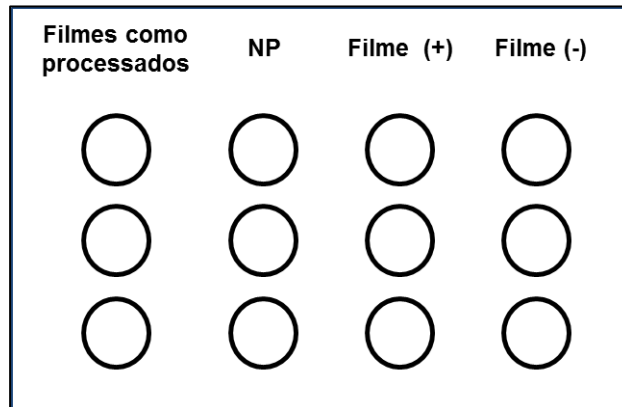 Filmes como
processados
NP
Filme (+)
Filme (-)